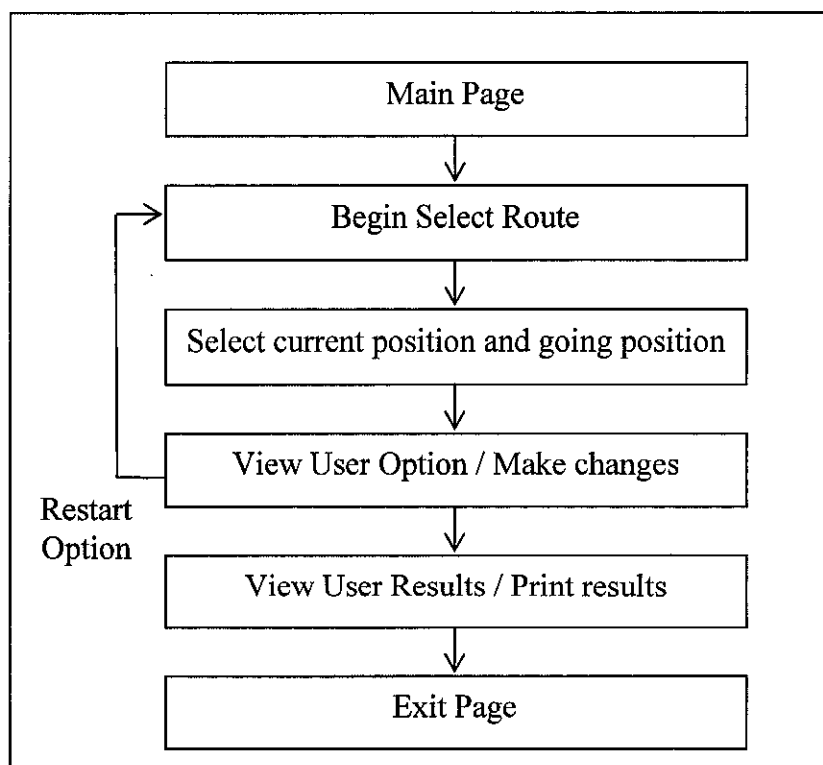 Main Page
Begin Select Route
Select current position and going position
View User Option / Make changes
Restart
Option
View User Results / Print results
Exit Page